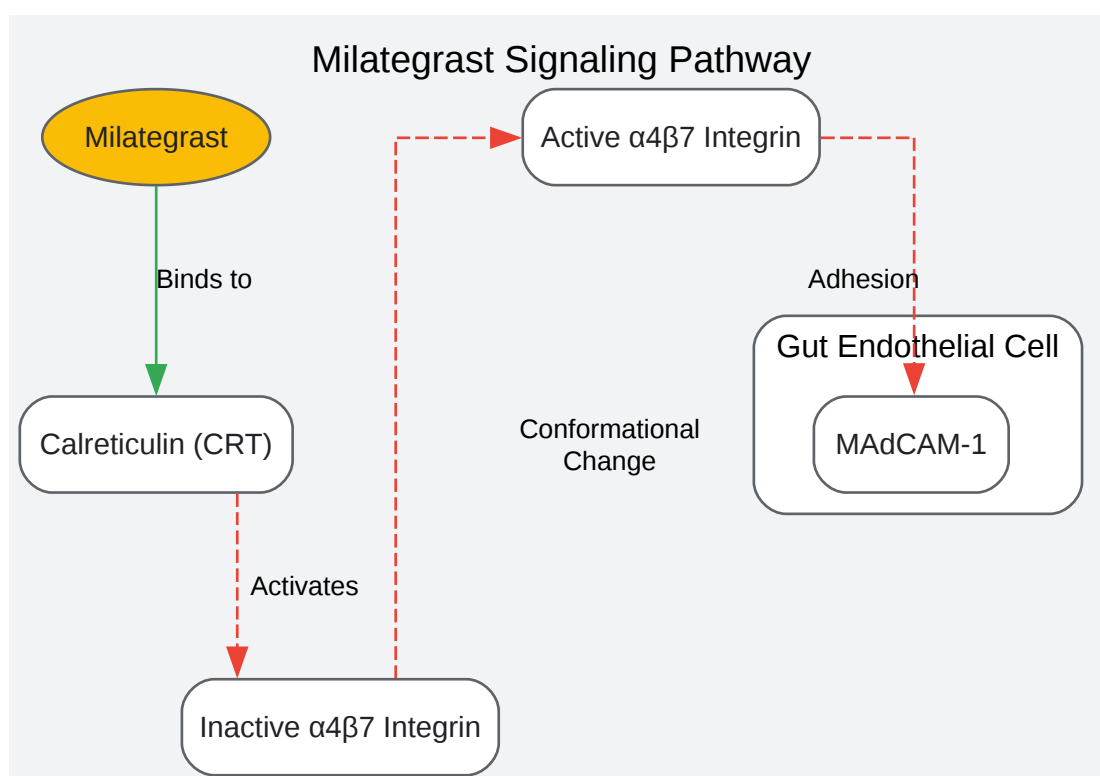 Milategrast Signaling Pathway
Milategrast
Active α4β7 Integrin
Binds to
Adhesion
Gut Endothelial Cell
Calreticulin (CRT)
Conformational
Change
MAdCAM-1
Activates
Inactive α4β7 Integrin